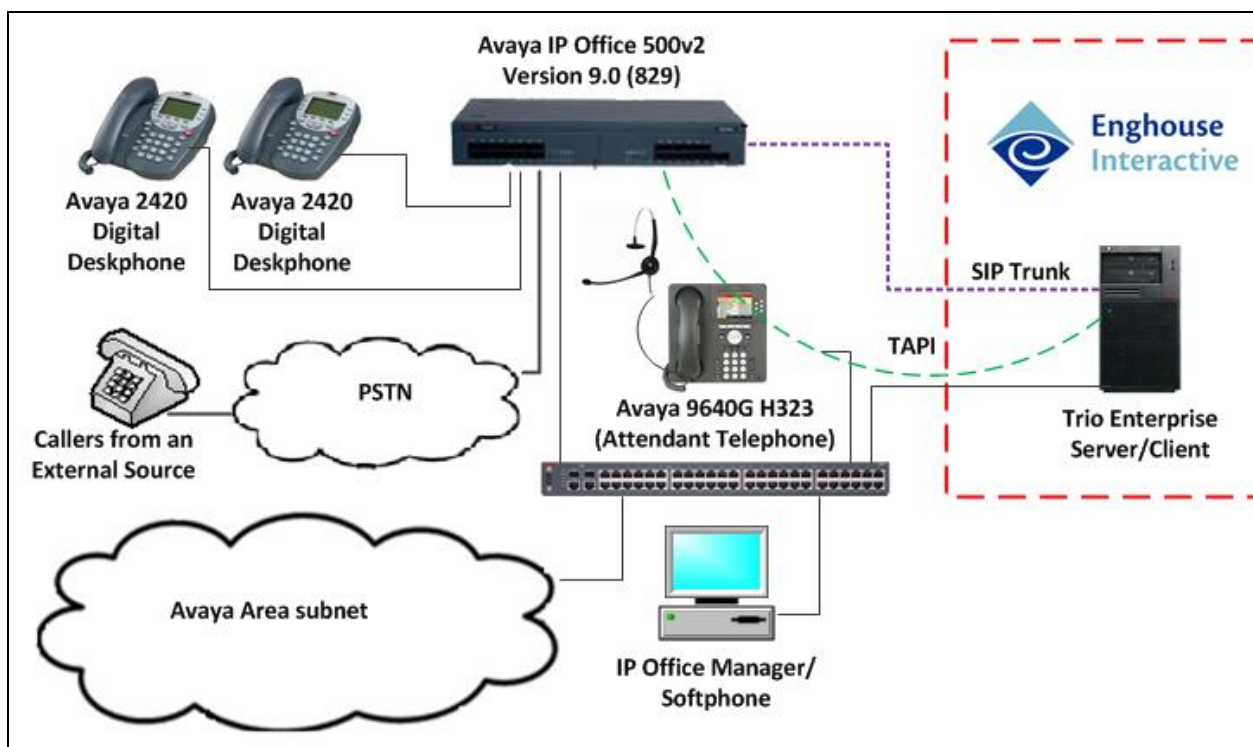 Avaya IP Office 500v2
Version 9.0 (829)
Avaya 2420
Digital
Deskphone
Avaya 2420
Digital
Deskphone
Enghouse
Interactive
SIP Trunk
TAPI
PSTN
Callers from an
External Source
Avaya 9640G H323
(Attendant Telephone)
Trio Enterprise
Server/Client
Avaya Area subnet
IP Office Manager/
Softphone